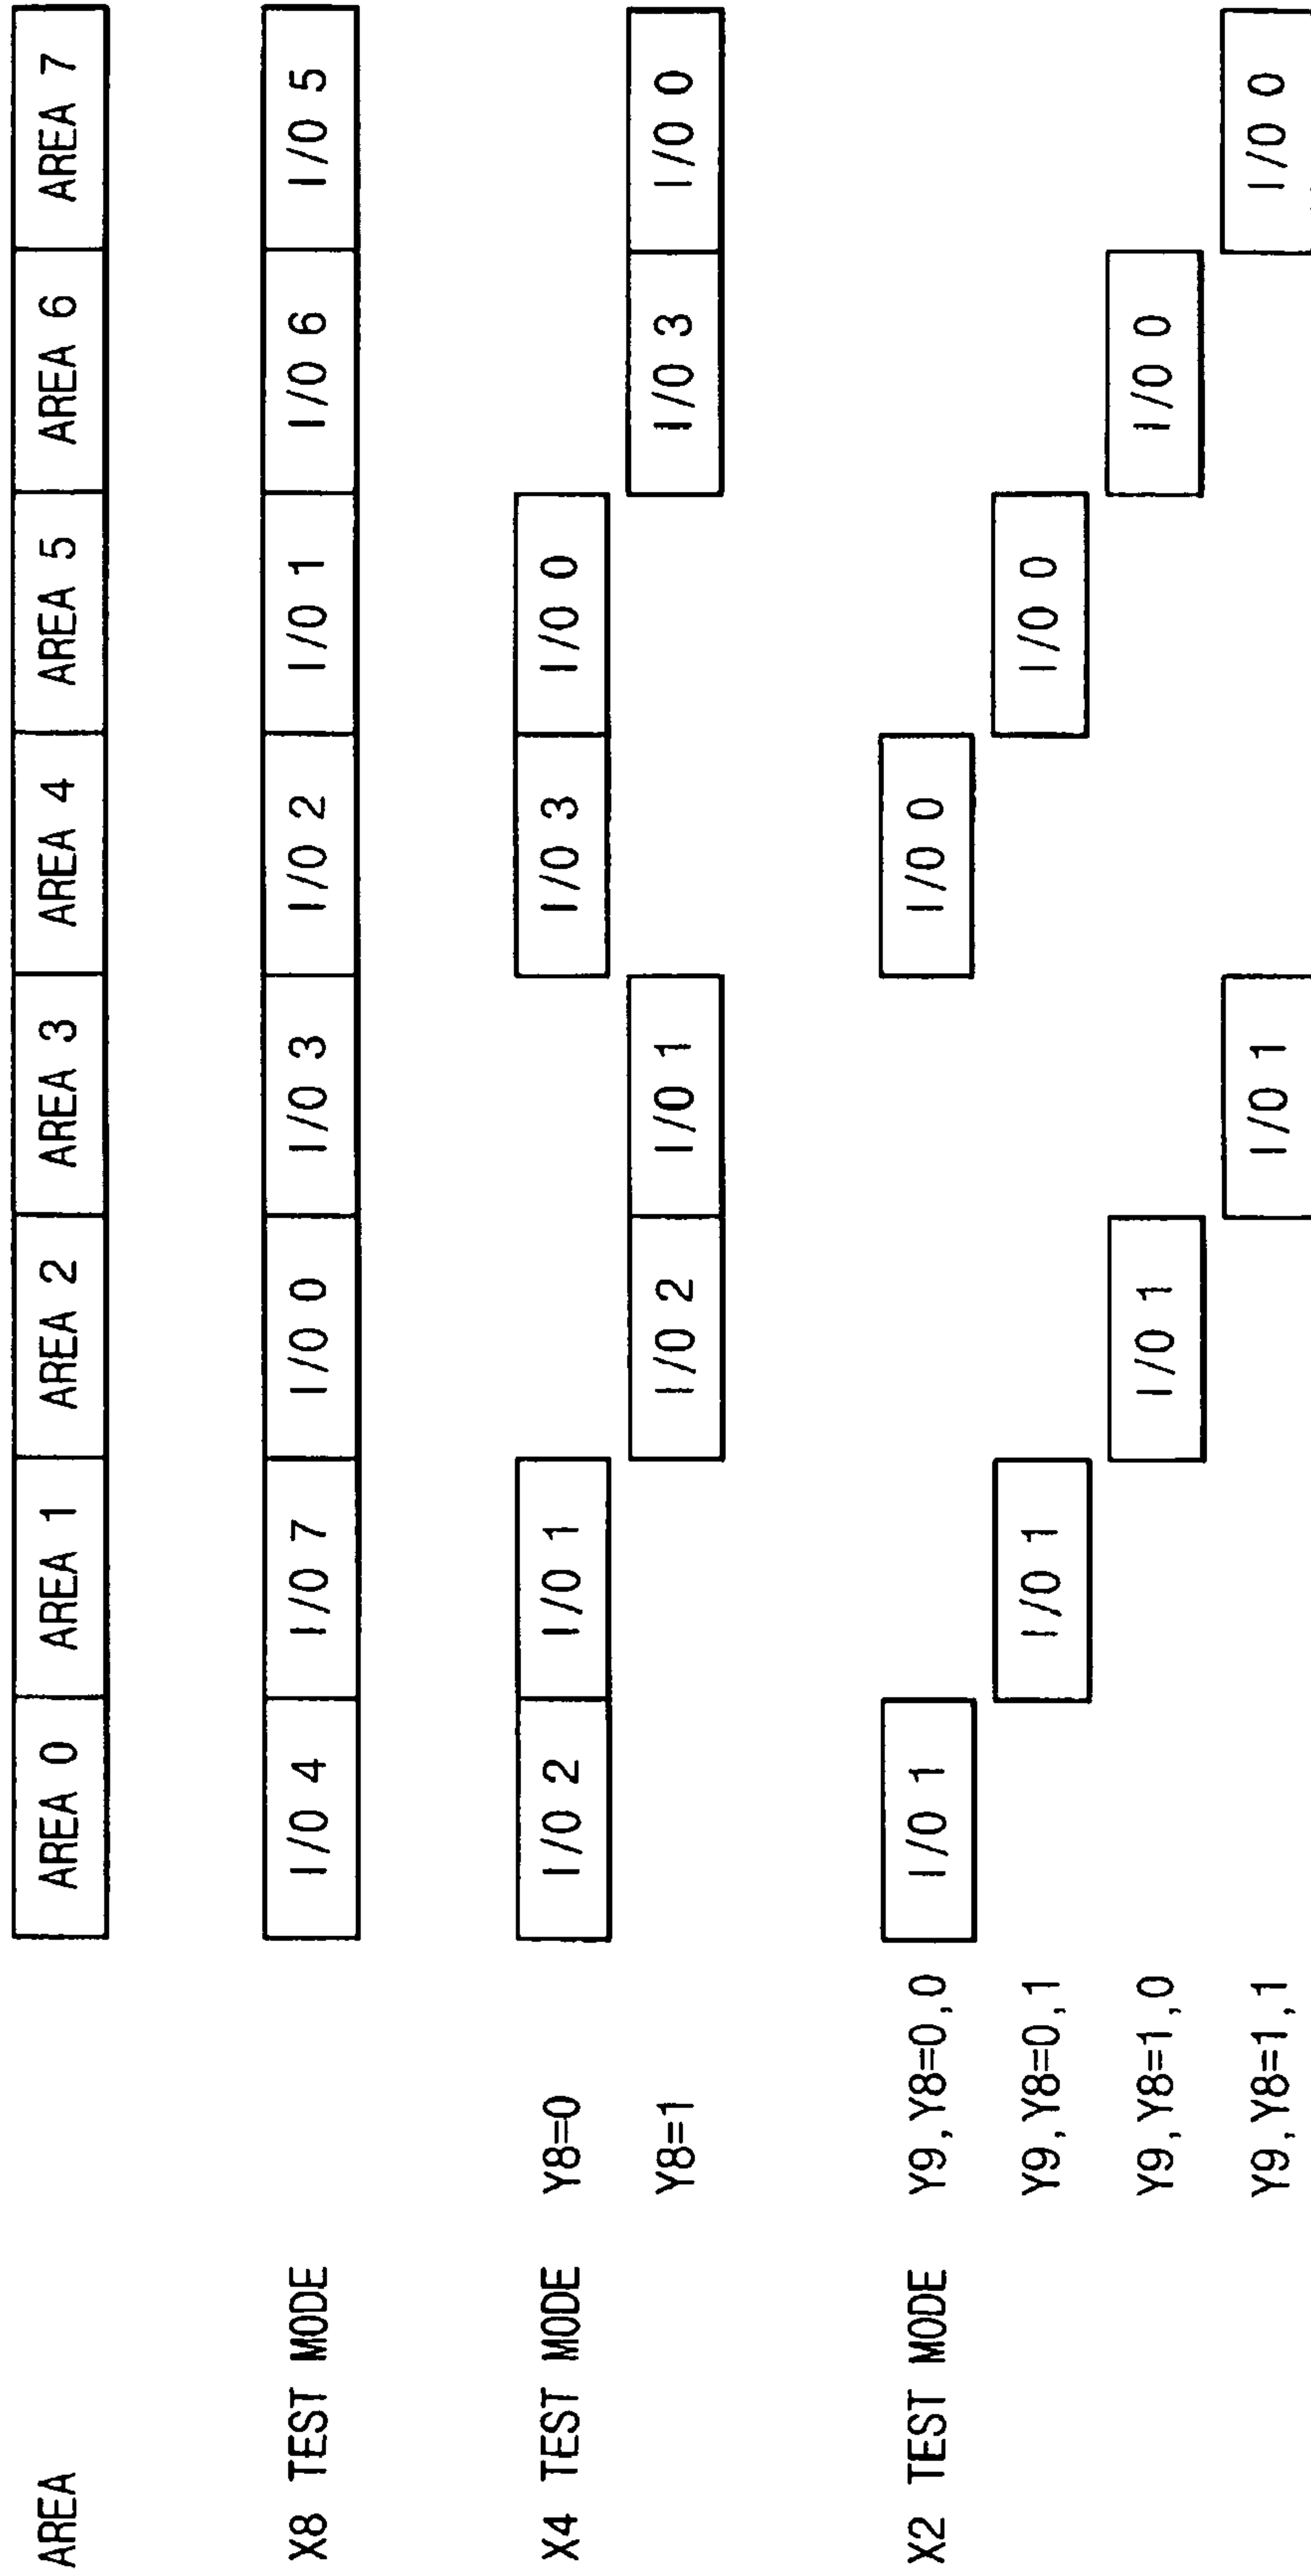 AREA AREA 0 AREA 1 AREA 2 AREA 3 AREA 4 AREA 5 AREA 6 AREA 7
X8 TEST MODE I/O 4 I/O 7 I/O 0 I/O 3 I/O 2 I/O 1 I/O 6 I/O 5
X4 TEST MODE Y8=0 I/O 2 I/O 1 I/O 3 I/O 0
Y8=1 I/O 2 I/O 1 I/O 3 I/O 0
X2 TEST MODE Y9,Y8=0,0 I/O 1 I/O 0
Y9,Y8=0,1 I/O 1 I/O 0
Y9,Y8=1,0 I/O 1 I/O 0
Y9,Y8=1,1 I/O 1 I/O 0